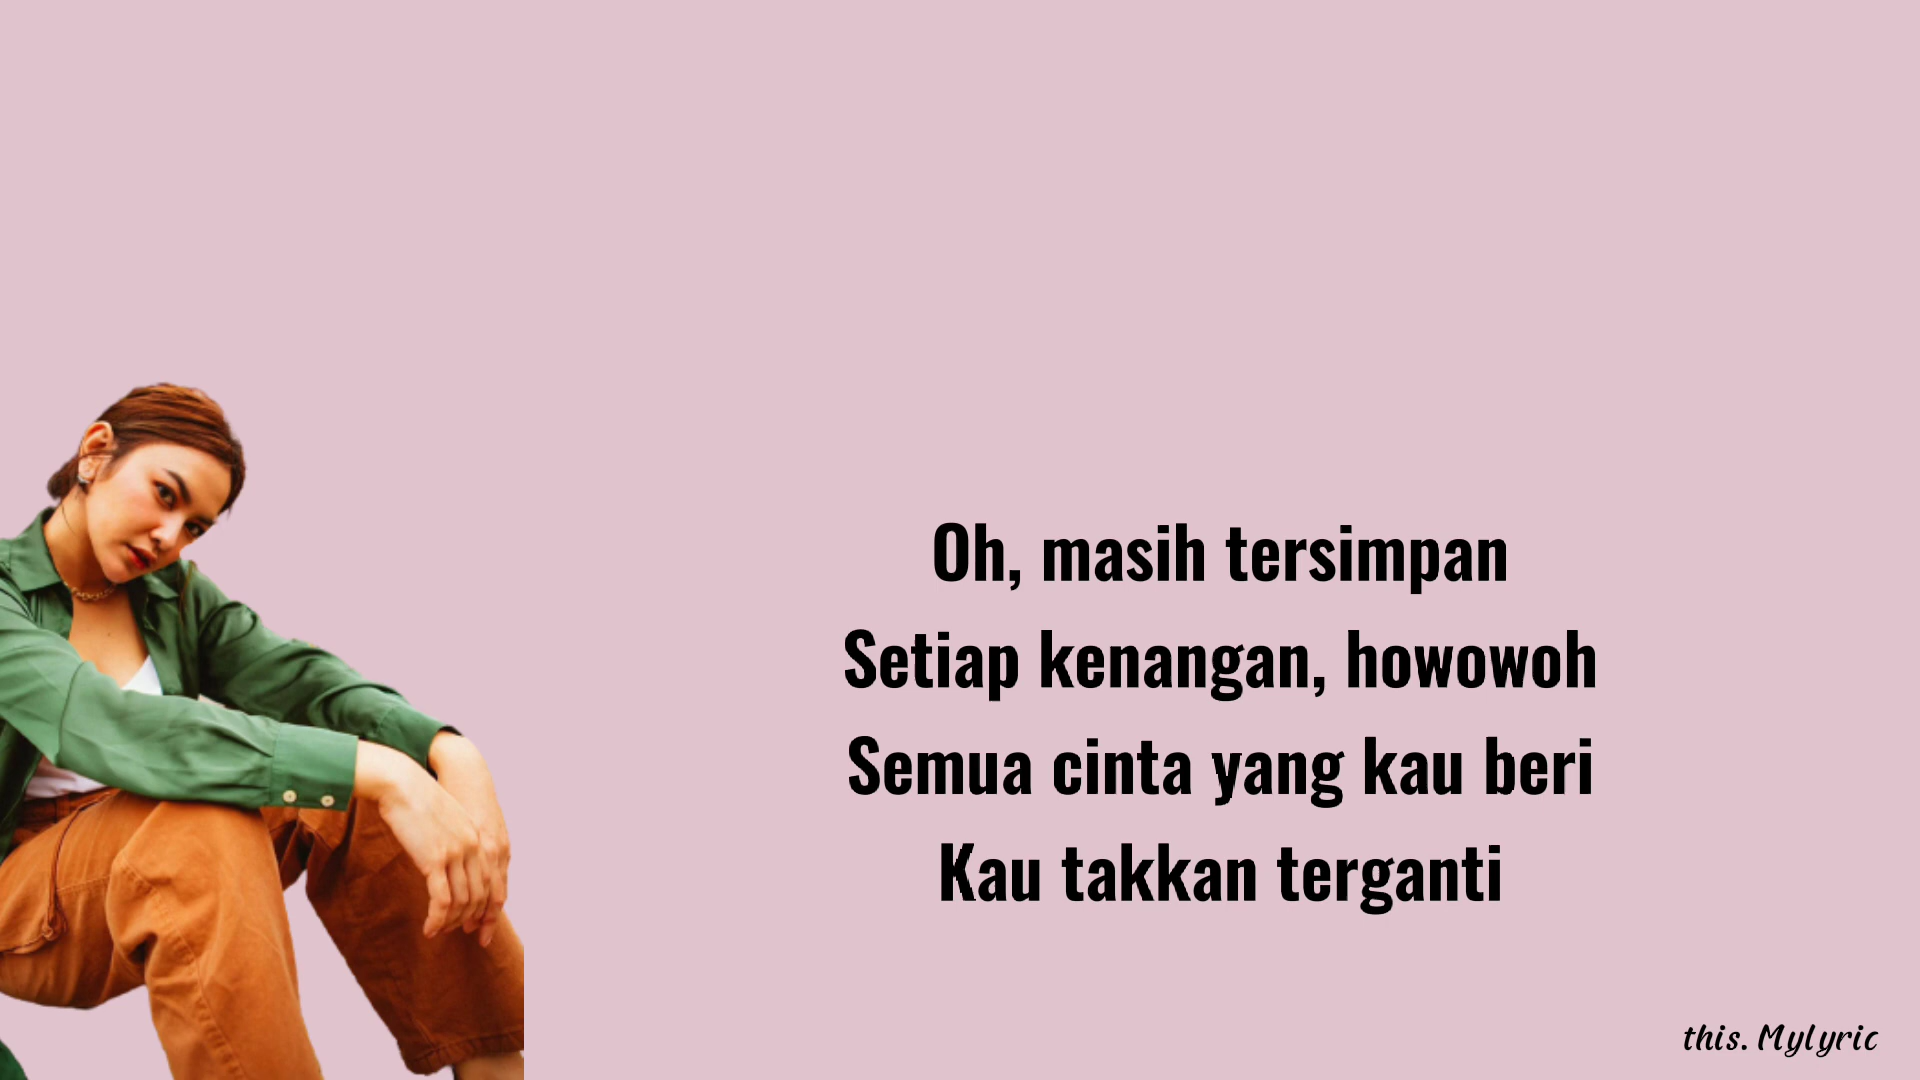 Oh, masih tersimpan
Setiap kenangan, howowoh
Semua cinta yang kau beri
Kau takkan terganti
this. Mylyric